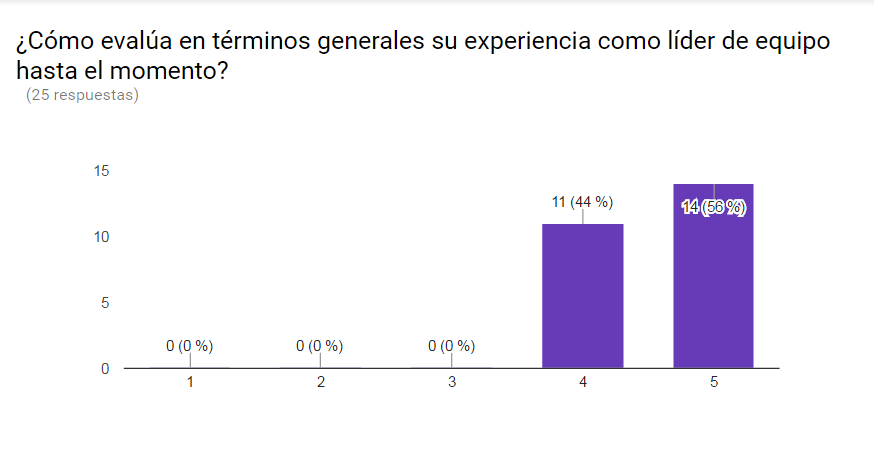 ¿Cómo evalúa en términos generales su experiencia como líder de equipo
hasta el momento?
(25 respuestas)
15
10
5
0
0 (0 %)
0 (0 %)
0 (0 %)
11 (44 %)
14 (56 %)
1
2
3
4
5